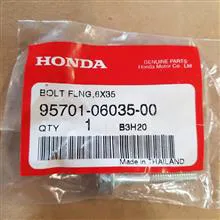 HONDA
GENUINE PARTS
Honda Motor Co., Ltd.
BOLT FLNG,6X35
95701-06035-00
QTY 1 B3H20
Made in THAILAND